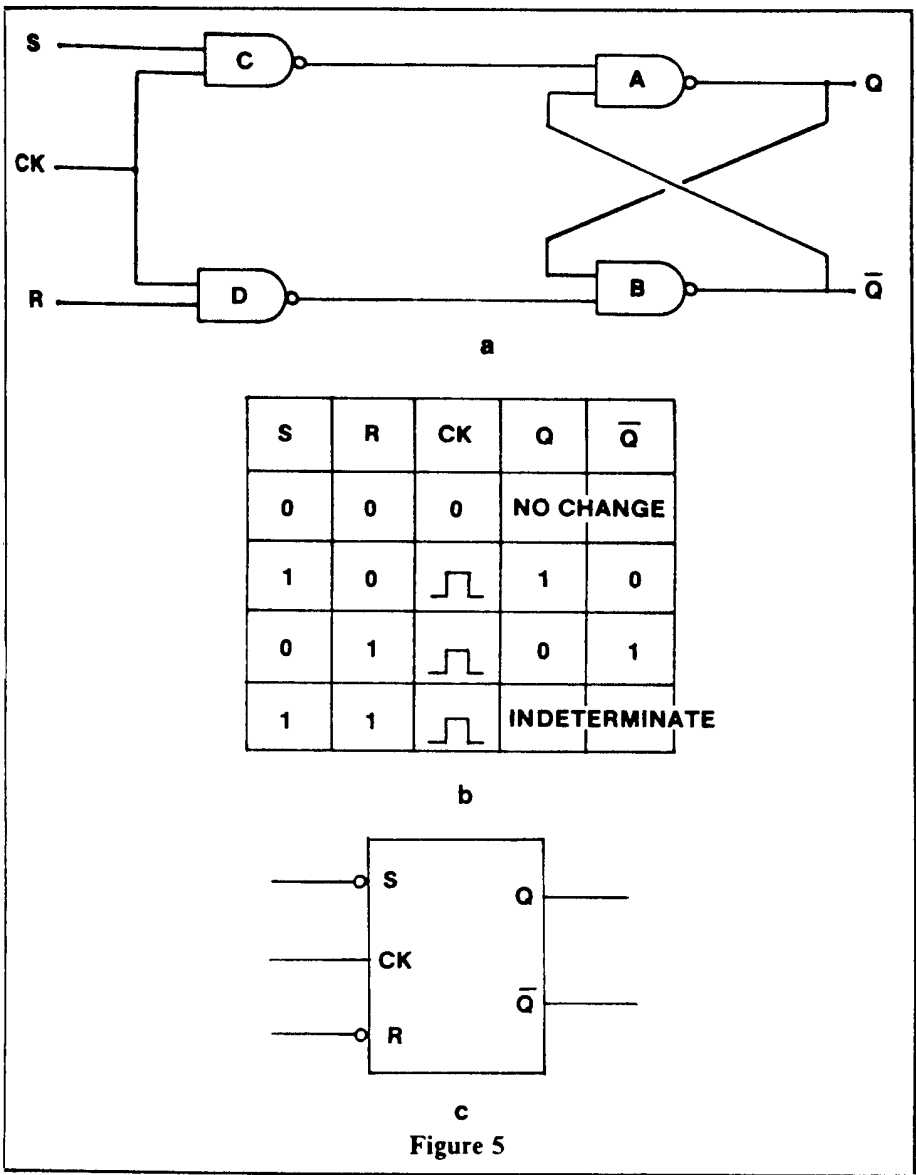 S
C
A
Q
CK
R
D
B
Q̅
a
S R CK Q Q̅
0 0 0 NO CHANGE
1 0 1 0
0 1 0 1
1 1 INDETERMINATE
b
S
Q
CK
Q̅
R
c
Figure 5